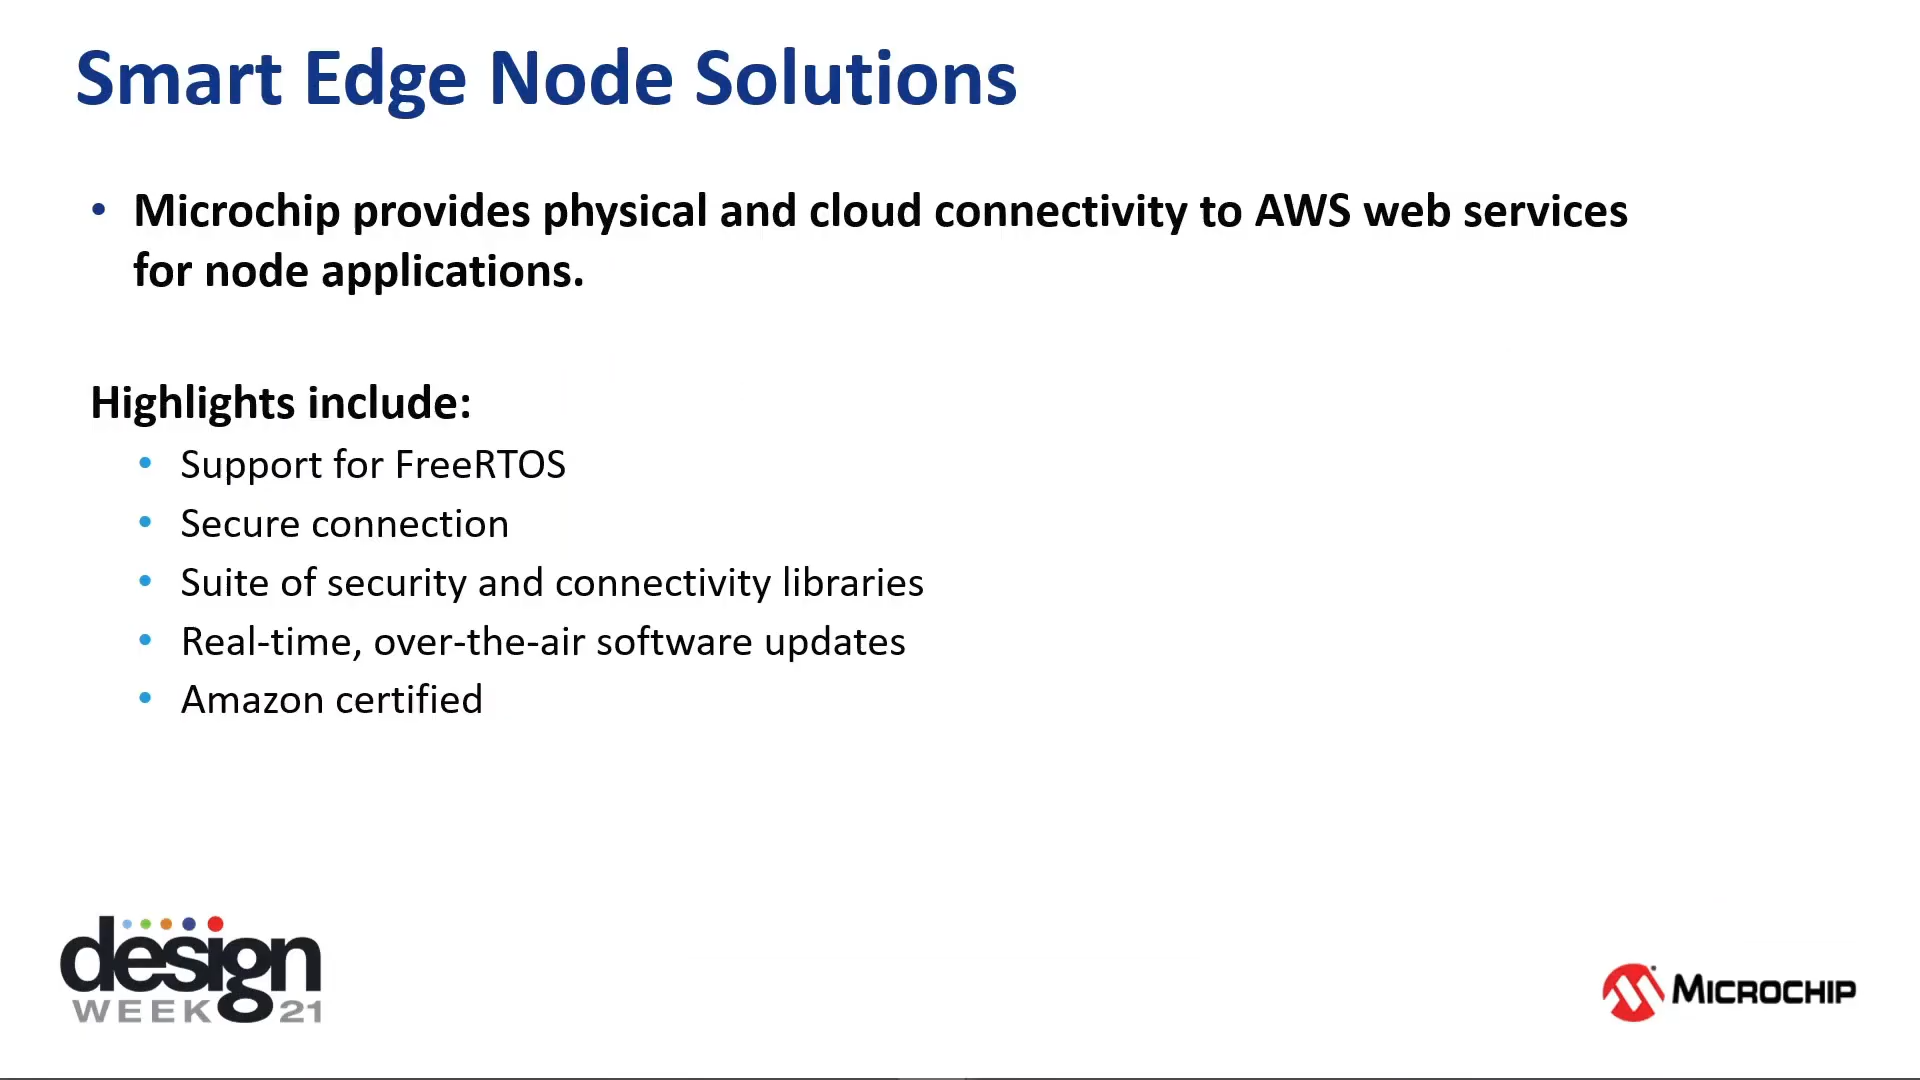 Smart Edge Node Solutions
• Microchip provides physical and cloud connectivity to AWS web services
for node applications.
Highlights include:
• Support for FreeRTOS
• Secure connection
• Suite of security and connectivity libraries
• Real-time, over-the-air software updates
• Amazon certified
design
WEEK 21
MICROCHIP